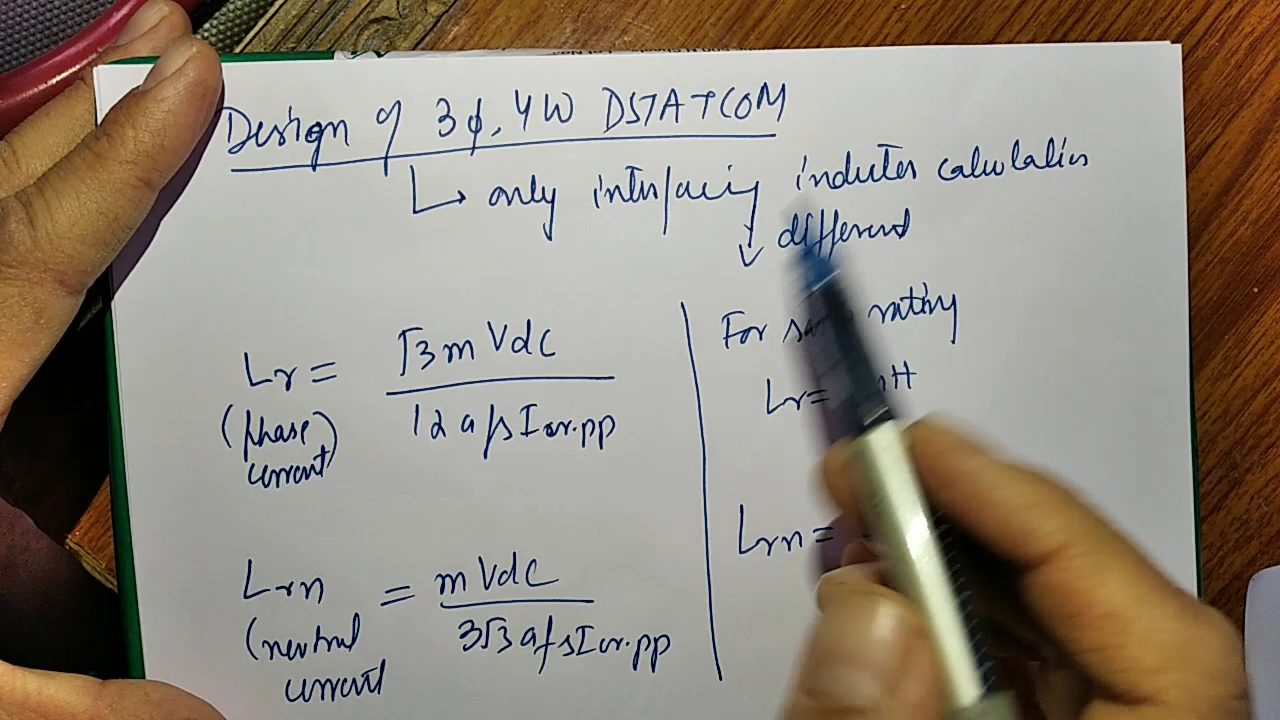 Design of 3ϕ, 4W DSTATCOM
↳ only interfacing inductor calculation
different
Lr = √3 m Vdc / 12 a fs Icr.pp
(phase current)
Lrn = m Vdc / 3√3 a fs Icr.pp
(neutral current
For rating
Lr =
Lrn =